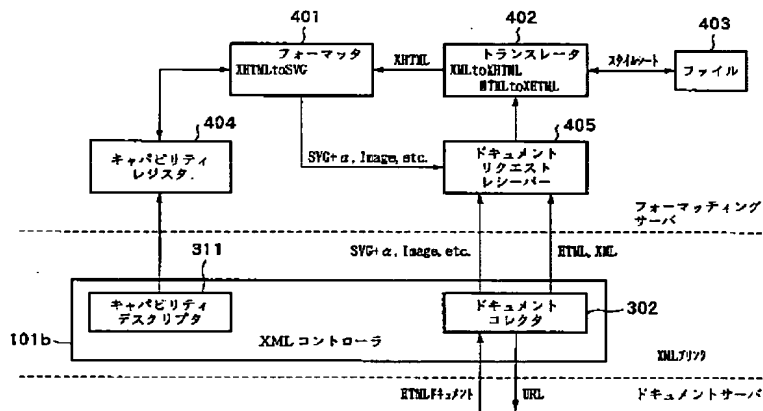 401
402
403
フォーマッタ
XHTMLtoSVG
XHTML
トランスレータ
XMLtoXHTML
HTMLtoXHTML
スタイルシート
ファイル
404
405
キャパビリティ
レジスタ.
SVG+α, Image, etc.
ドキュメント
リクエスト
レシーバー
フォーマッティング
サーバ
SVG+α, Image, etc.
HTML, XML
311
キャパビリティ
デスクリプタ
ドキュメント
コレクタ
302
101b
XMLコントローラ
XMLプリンタ
HTMLドキュメント
URL
ドキュメントサーバ